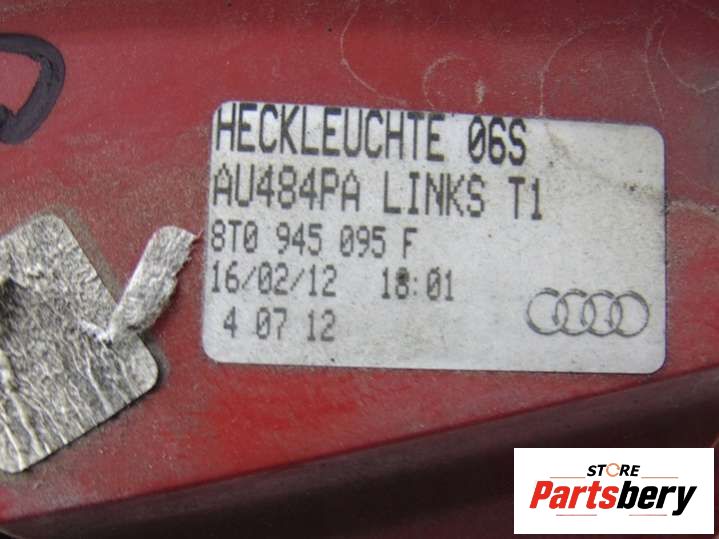 HECKLEUCHTE 06S
AU484PA LINKS T1
8T0 945 095 F
16/02/12 18:01
4 07 12
STORE
Partsbery